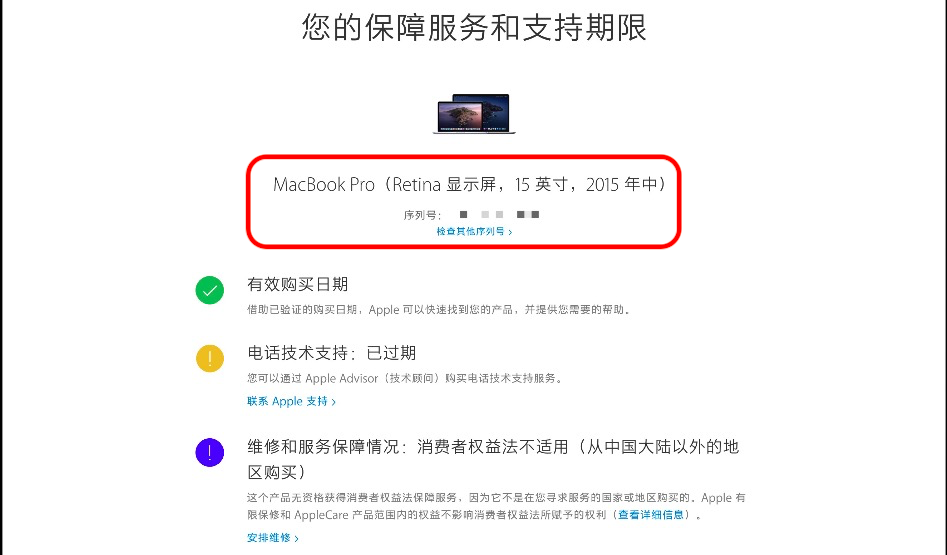 您的保障服务和支持期限
MacBook Pro（Retina 显示屏，15 英寸，2015 年中）
序列号：
检查其他序列号 ›
有效购买日期
借助已验证的购买日期，Apple 可以快速找到您的产品，并提供您需要的帮助。
电话技术支持：已过期
您可以通过 Apple Advisor（技术顾问）购买电话技术支持服务。
联系 Apple 支持 ›
维修和服务保障情况：消费者权益法不适用（从中国大陆以外的地
区购买）
这个产品无资格获得消费者权益法保障服务，因为它不是在您寻求服务的国家或地区购买的。Apple 有
限保修和 AppleCare 产品范围内的权益不影响消费者权益法所赋予的权利（查看详细信息）。
安排维修 ›